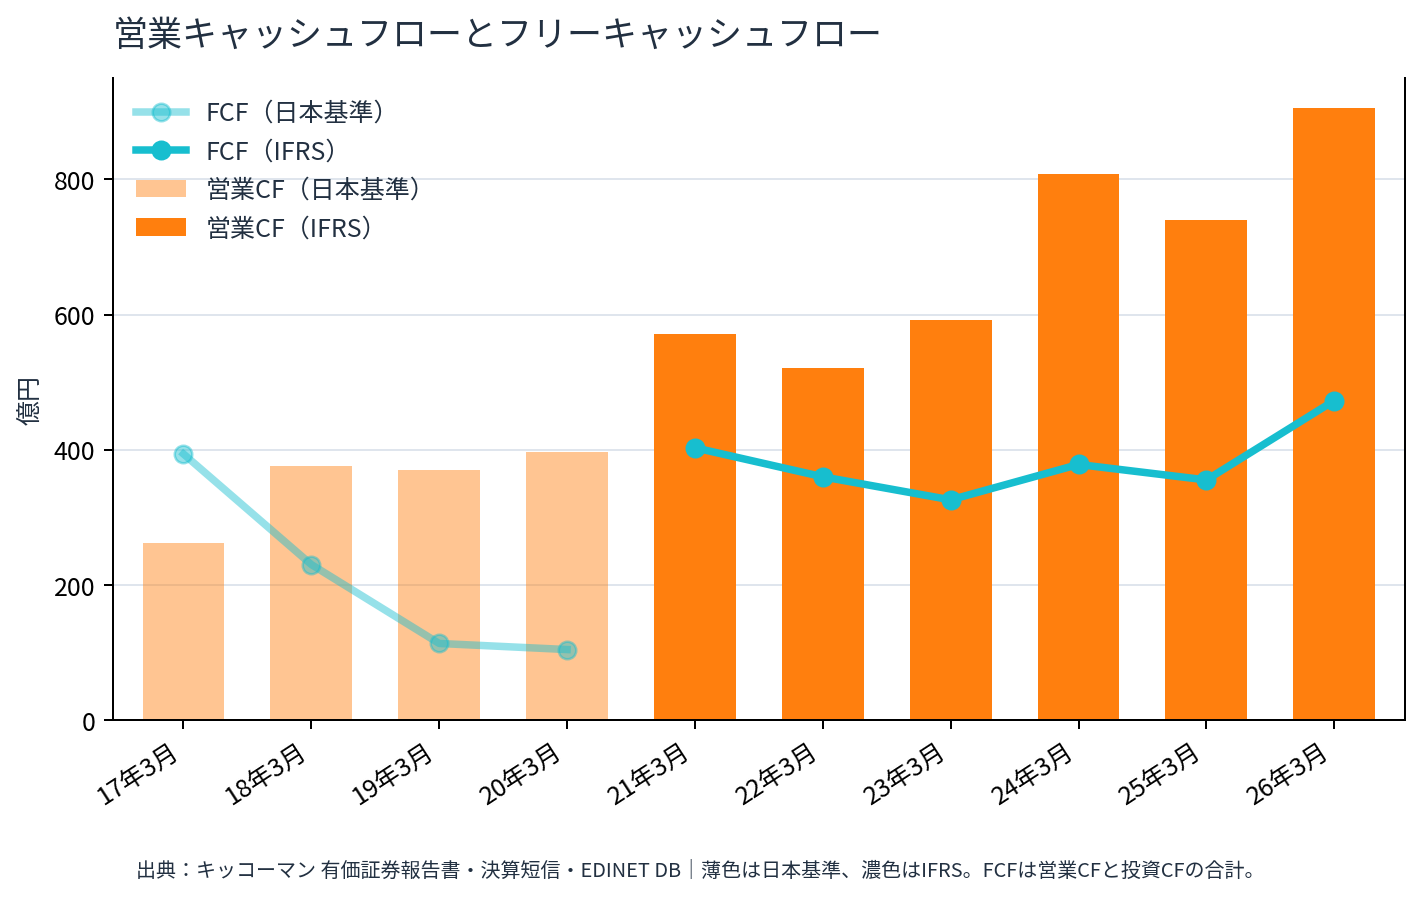 営業キャッシュフローとフリーキャッシュフロー
FCF（日本基準）
FCF（IFRS）
営業CF（日本基準）
営業CF（IFRS）
億円
800
600
400
200
0
17年3月
18年3月
19年3月
20年3月
21年3月
22年3月
23年3月
24年3月
25年3月
26年3月
出典：キッコーマン 有価証券報告書・決算短信・EDINET DB｜薄色は日本基準、濃色はIFRS。FCFは営業CFと投資CFの合計。